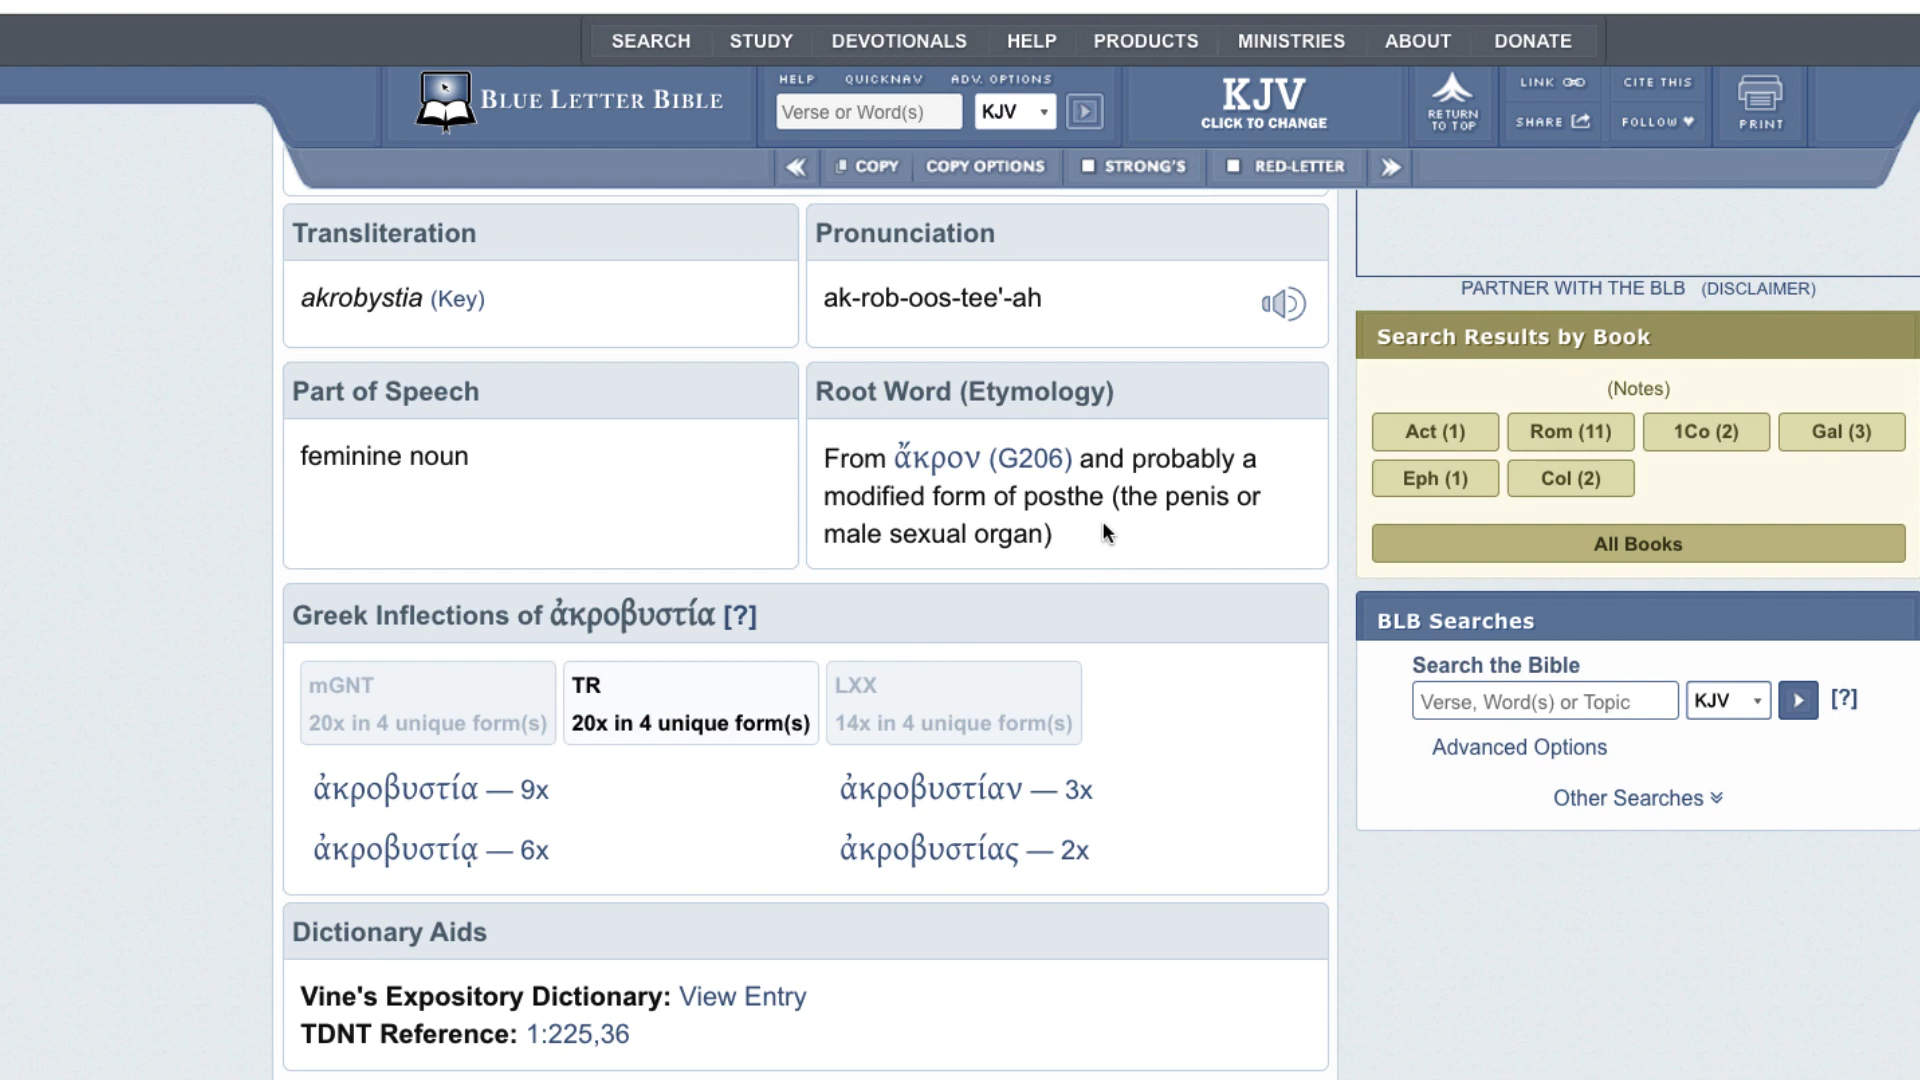 SEARCH STUDY DEVOTIONALS HELP PRODUCTS MINISTRIES ABOUT DONATE
BLUE LETTER BIBLE
HELP QUICKNAV ADV. OPTIONS
Verse or Word(s) KJV
KJV
CLICK TO CHANGE
RETURN
TO TOP
LINK
SHARE
CITE THIS
FOLLOW
PRINT
COPY COPY OPTIONS STRONG'S RED-LETTER
Transliteration
akrobystia (Key)
Pronunciation
ak-rob-oos-tee'-ah
Part of Speech
feminine noun
Root Word (Etymology)
From ἄκρον (G206) and probably a
modified form of posthe (the penis or
male sexual organ)
Greek Inflections of ἀκροβυστία [?]
mGNT
20x in 4 unique form(s)
TR
20x in 4 unique form(s)
LXX
14x in 4 unique form(s)
ἀκροβυστία — 9x
ἀκροβυστίαν — 3x
ἀκροβυστίᾳ — 6x
ἀκροβυστίας — 2x
Dictionary Aids
Vine's Expository Dictionary: View Entry
TDNT Reference: 1:225,36
PARTNER WITH THE BLB (DISCLAIMER)
Search Results by Book
(Notes)
Act (1) Rom (11) 1Co (2) Gal (3)
Eph (1) Col (2)
All Books
BLB Searches
Search the Bible
Verse, Word(s) or Topic KJV [?]
Advanced Options
Other Searches